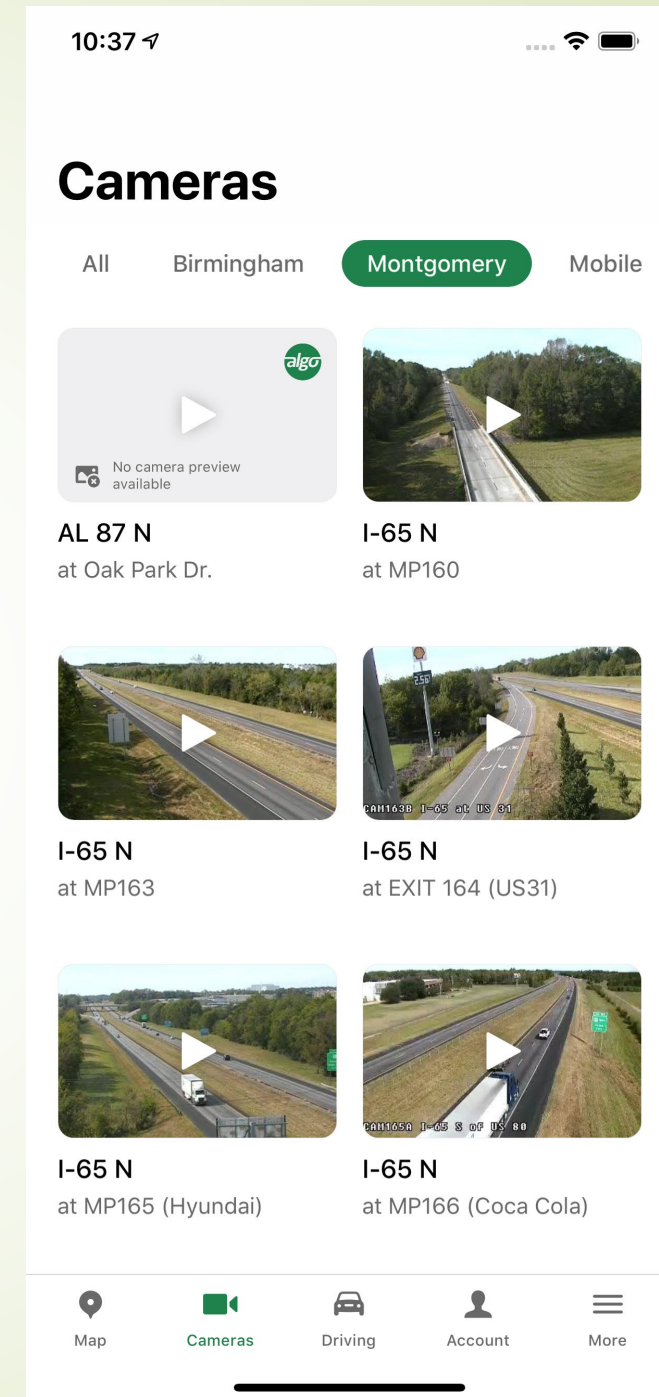 10:37
Cameras
All Birmingham Montgomery Mobile
algo
No camera preview
available
AL 87 N
at Oak Park Dr.
I-65 N
at MP160
I-65 N
at MP163
2.56
CAM163B I-65 at US 31
I-65 N
at EXIT 164 (US31)
I-65 N
at MP165 (Hyundai)
CAM165A I-65 S of US 80
I-65 N
at MP166 (Coca Cola)
Map Cameras Driving Account More